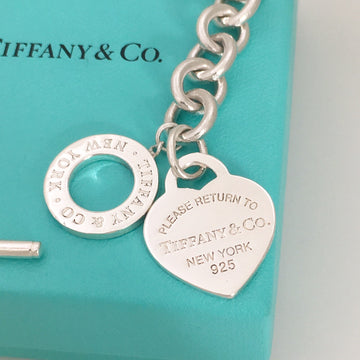 TIFFANY & CO.
TIFFANY & CO. NEW YORK
PLEASE RETURN TO
TIFFANY & CO.
NEW YORK
925